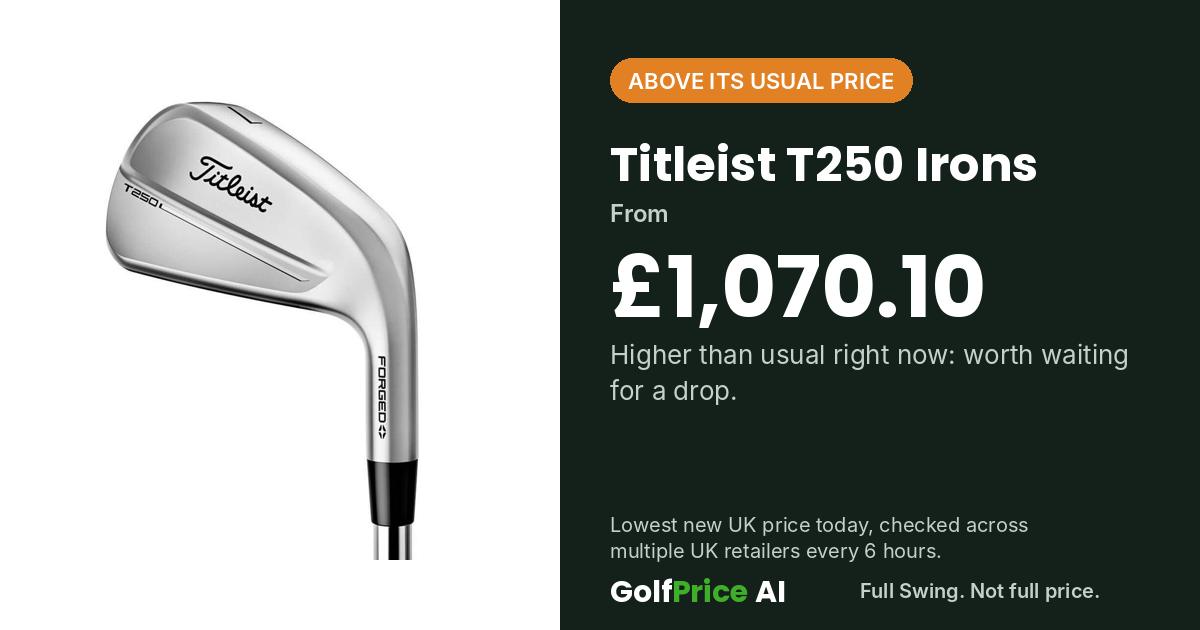 Titleist
T250
FORGED
ABOVE ITS USUAL PRICE
Titleist T250 Irons
From
£1,070.10
Higher than usual right now: worth waiting
for a drop.
Lowest new UK price today, checked across
multiple UK retailers every 6 hours.
GolfPrice AI
Full Swing. Not full price.